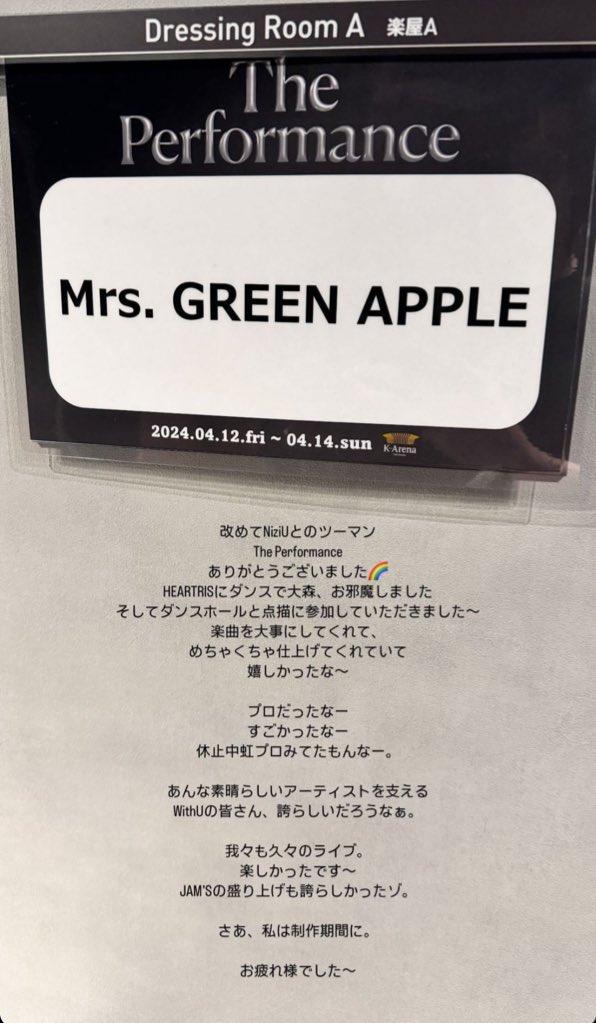 Dressing Room A 楽屋A
The
Performance
Mrs. GREEN APPLE
2024.04.12.fri ~ 04.14.sun K-Arena
改めてNiziUとのツーマン
The Performance
ありがとうございました🌈
HEARTRISにダンスで大森、お邪魔しました
そしてダンスホールと点描に参加していただきました〜
楽曲を大事にしてくれて、
めちゃくちゃ仕上げてくれていて
嬉しかったな〜
プロだったなー
すごかったなー
休止中虹プロみてたもんなー。
あんな素晴らしいアーティストを支える
WithUの皆さん、誇らしいだろうなぁ。
我々も久々のライブ。
楽しかったです〜
JAM'Sの盛り上げも誇らしかったゾ。
さあ、私は制作期間に。
お疲れ様でした〜